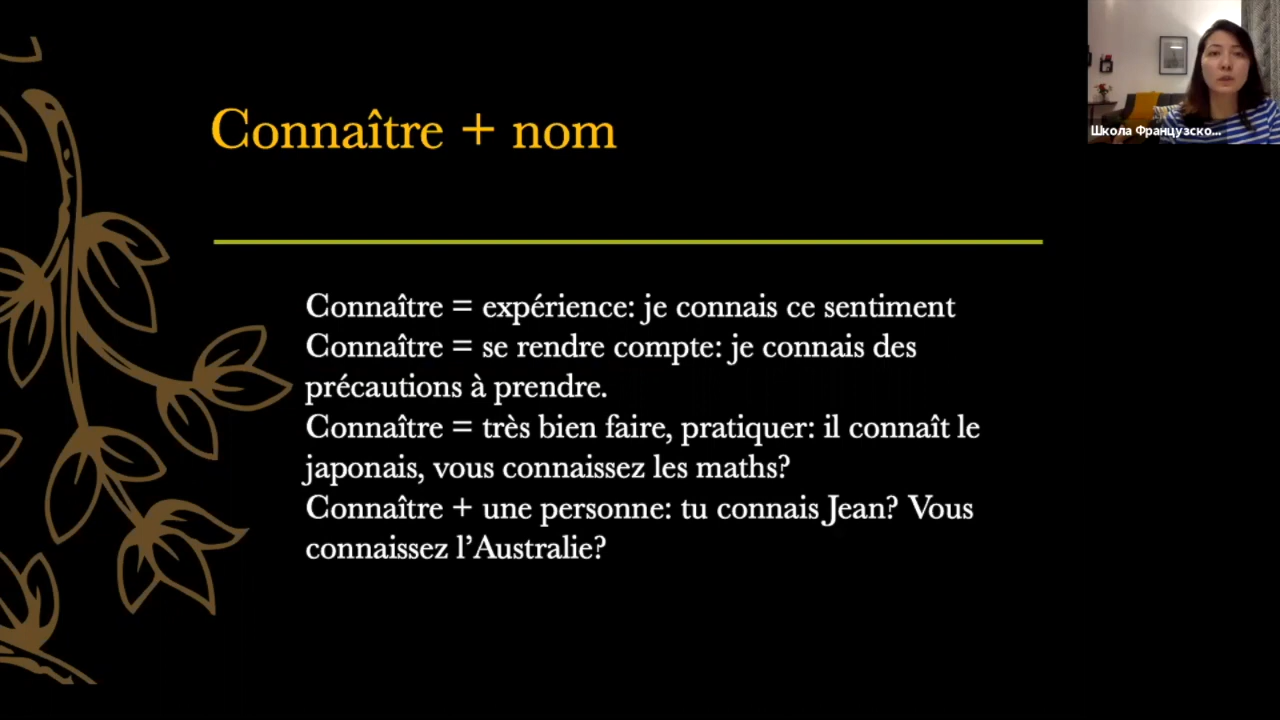 Connaître + nom
Школа Французско...
Connaître = expérience: je connais ce sentiment
Connaître = se rendre compte: je connais des
précautions à prendre.
Connaître = très bien faire, pratiquer: il connaît le
japonais, vous connaissez les maths?
Connaître + une personne: tu connais Jean? Vous
connaissez l’Australie?